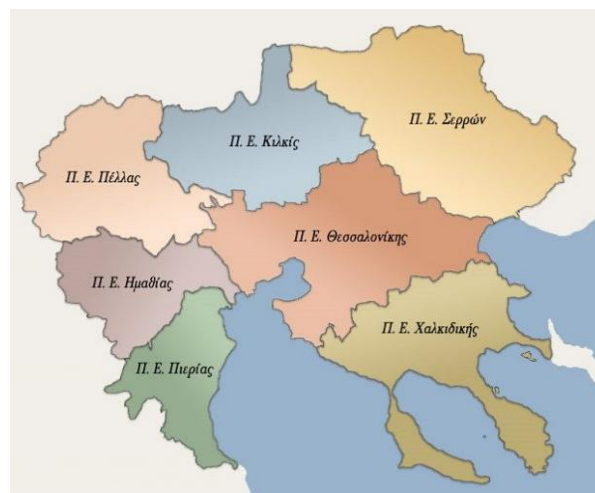 Π. Ε. Σερρών
Π. Ε. Κιλκίς
Π. Ε. Πέλλας
Π. Ε. Θεσσαλονίκης
Π. Ε. Ημαθίας
Π. Ε. Χαλκιδικής
Π. Ε. Πιερίας